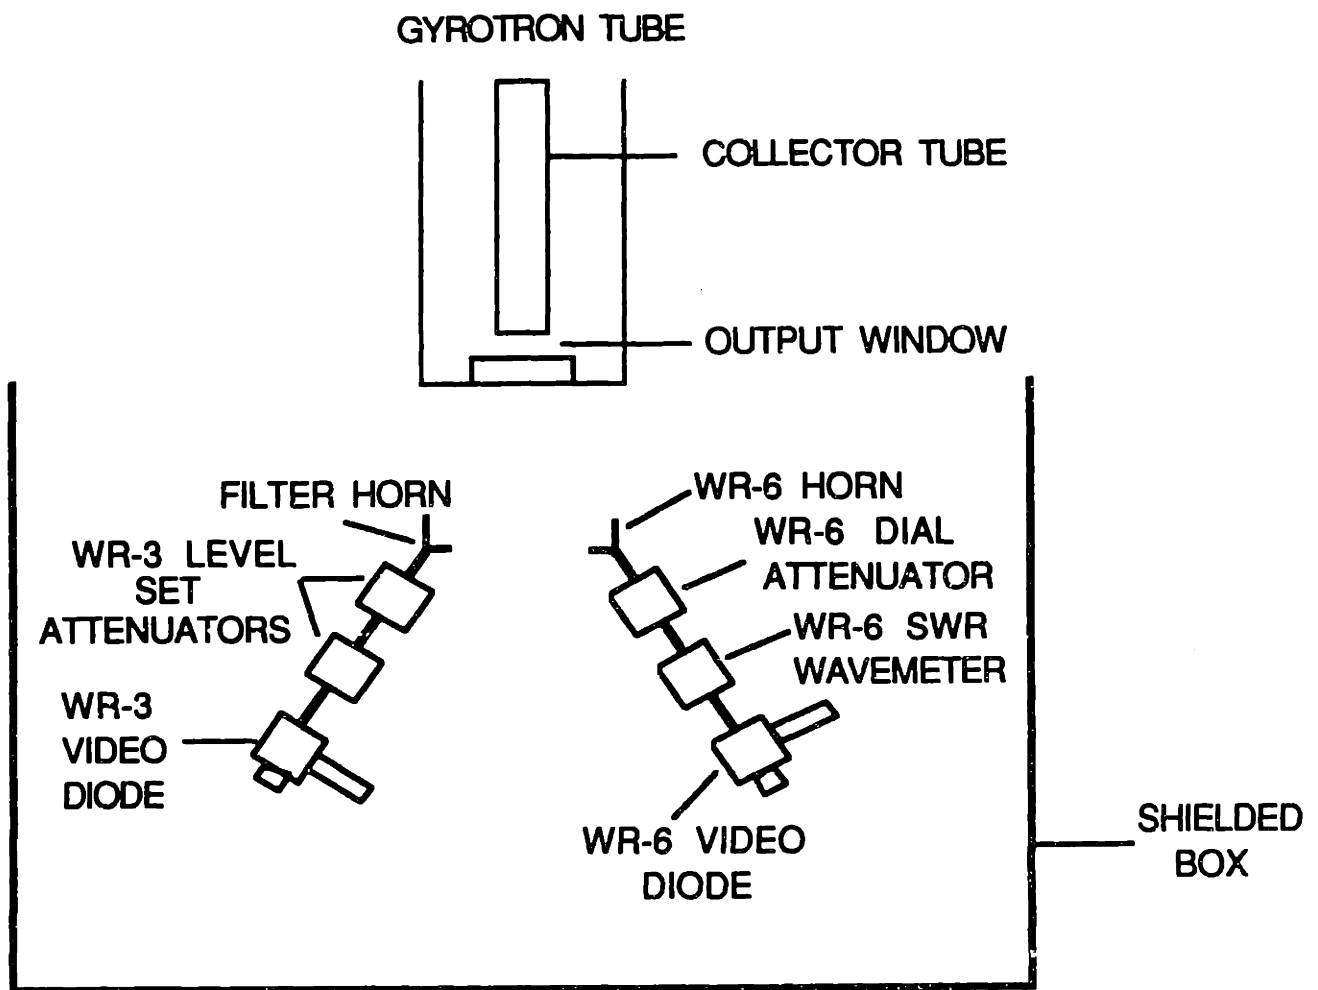 GYROTRON TUBE
COLLECTOR TUBE
OUTPUT WINDOW
FILTER HORN
WR-3 LEVEL
SET
ATTENUATORS
WR-3
VIDEO
DIODE
WR-6 HORN
WR-6 DIAL
ATTENUATOR
WR-6 SWR
WAVEMETER
WR-6 VIDEO
DIODE
SHIELDED
BOX